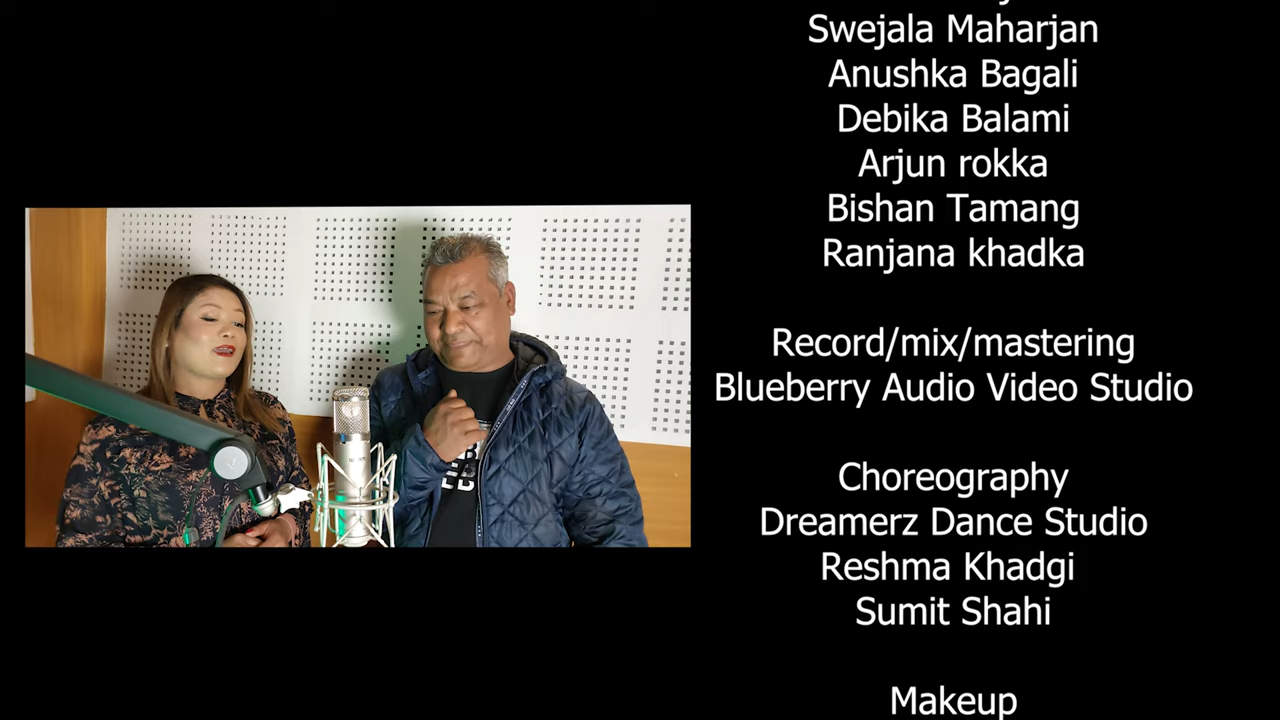 Swejala Maharjan
Anushka Bagali
Debika Balami
Arjun rokka
Bishan Tamang
Ranjana khadka
Record/mix/mastering
Blueberry Audio Video Studio
Choreography
Dreamerz Dance Studio
Reshma Khadgi
Sumit Shahi
Makeup